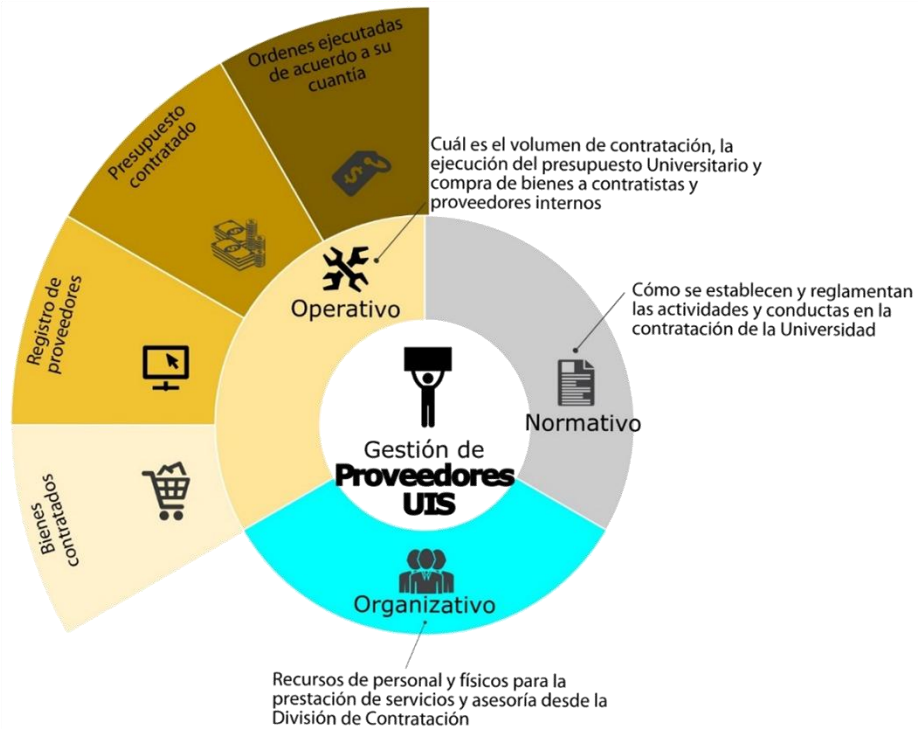 Ordenes ejecutadas
de acuerdo a su
cuantia
Presupuesto
contratado
Registro de
proveedores
Bienes
contratados
Operativo
Cuál es el volumen de contratación, la
ejecución del presupuesto Universitario y
compra de bienes a contratistas y
proveedores internos
Cómo se establecen y reglamentan
las actividades y conductas en la
contratación de la Universidad
Normativo
Gestión de
Proveedores
UIS
Organizativo
Recursos de personal y físicos para la
prestación de servicios y asesoría desde la
División de Contratación